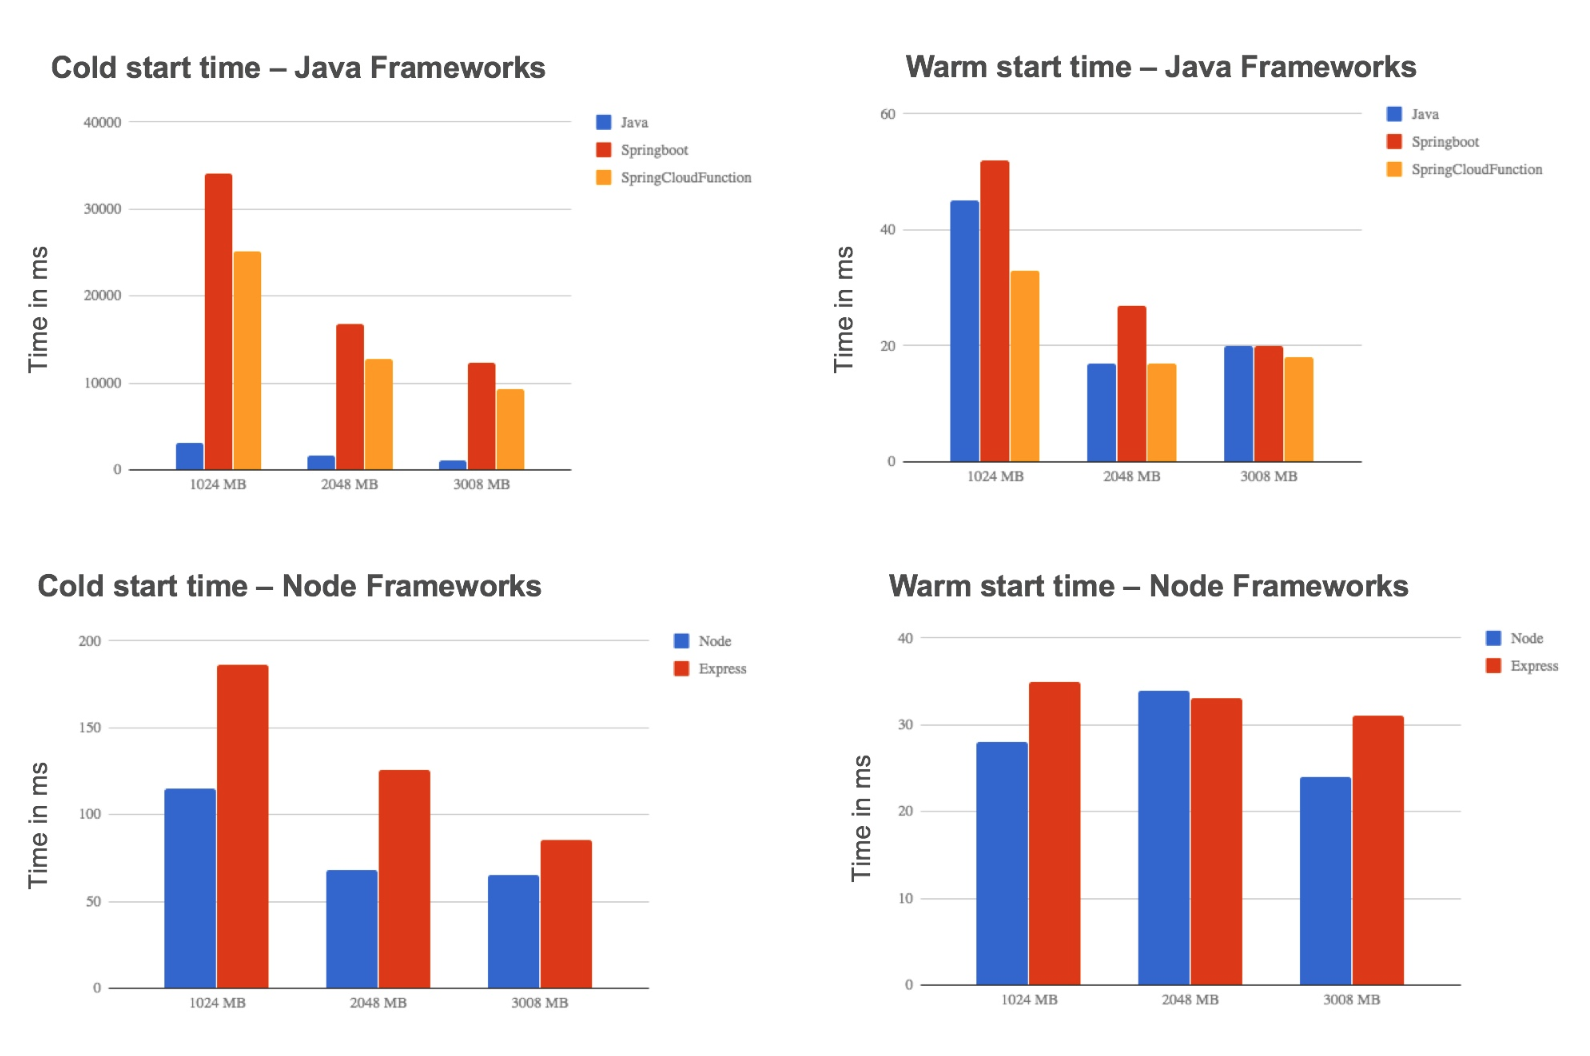 Cold start time – Java Frameworks
Time in ms
40000
30000
20000
10000
0
1024 MB
2048 MB
3008 MB
Java
Springboot
SpringCloudFunction
Warm start time – Java Frameworks
Time in ms
60
40
20
0
1024 MB
2048 MB
3008 MB
Java
Springboot
SpringCloudFunction
Cold start time – Node Frameworks
Time in ms
200
150
100
50
0
1024 MB
2048 MB
3008 MB
Node
Express
Warm start time – Node Frameworks
Time in ms
40
30
20
10
0
1024 MB
2048 MB
3008 MB
Node
Express